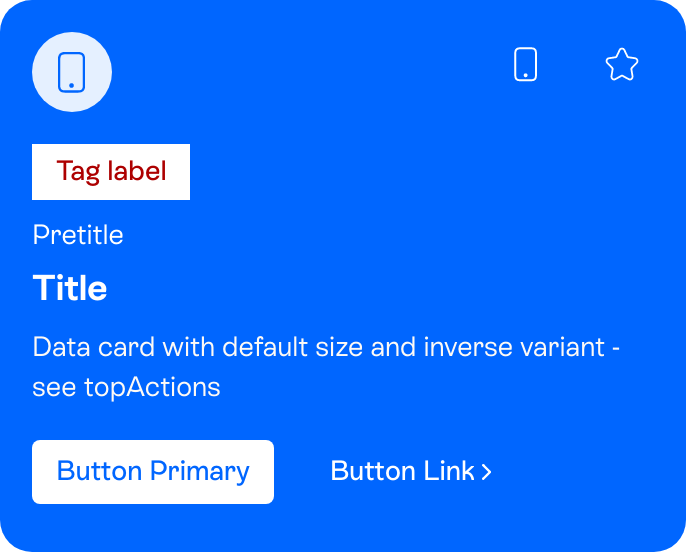 Tag label
Pretitle
Title
Data card with default size and inverse variant -
see topActions
Button Primary
Button Link